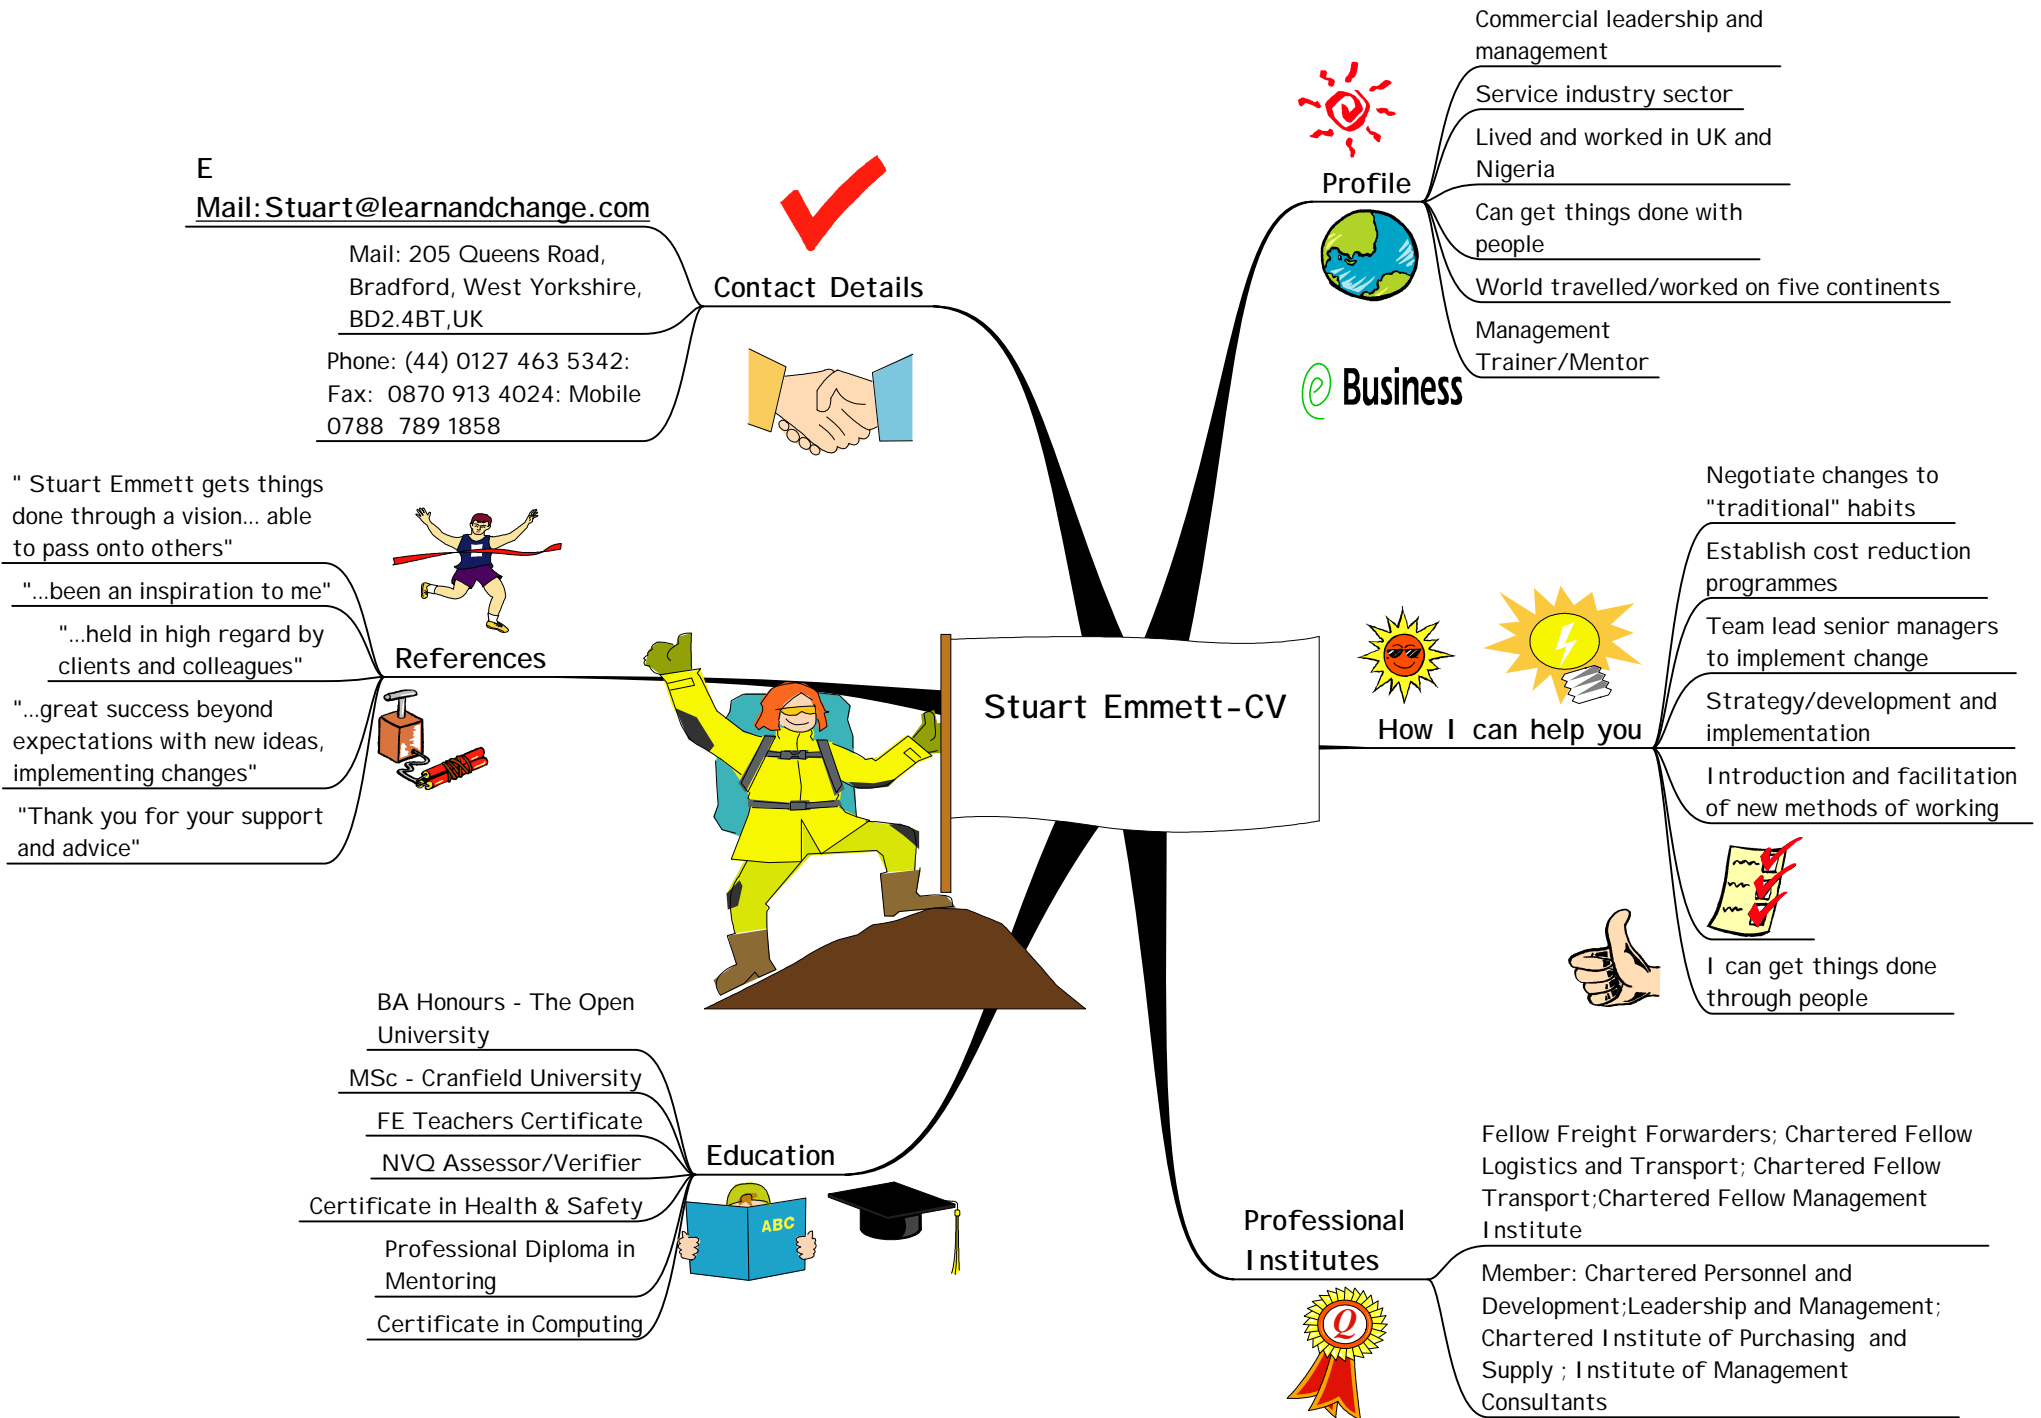 Stuart Emmett-CV
Profile
Commercial leadership and
management
Service industry sector
Lived and worked in UK and
Nigeria
Can get things done with
people
World travelled/worked on five continents
Management
Trainer/Mentor
e Business
How I can help you
Negotiate changes to
"traditional" habits
Establish cost reduction
programmes
Team lead senior managers
to implement change
Strategy/development and
implementation
Introduction and facilitation
of new methods of working
I can get things done
through people
Professional
Institutes
Fellow Freight Forwarders; Chartered Fellow
Logistics and Transport; Chartered Fellow
Transport;Chartered Fellow Management
Institute
Member: Chartered Personnel and
Development;Leadership and Management;
Chartered Institute of Purchasing  and
Supply ; Institute of Management
Consultants
Q
Contact Details
E
Mail:Stuart@learnandchange.com
Mail: 205 Queens Road,
Bradford, West Yorkshire,
BD2.4BT,UK
Phone: (44) 0127 463 5342:
Fax:  0870 913 4024: Mobile
0788  789 1858
References
" Stuart Emmett gets things
done through a vision... able
to pass onto others"
"...been an inspiration to me"
"...held in high regard by
clients and colleagues"
"...great success beyond
expectations with new ideas,
implementing changes"
"Thank you for your support
and advice"
Education
BA Honours - The Open
University
MSc - Cranfield University
FE Teachers Certificate
NVQ Assessor/Verifier
Certificate in Health & Safety
Professional Diploma in
Mentoring
Certificate in Computing
ABC